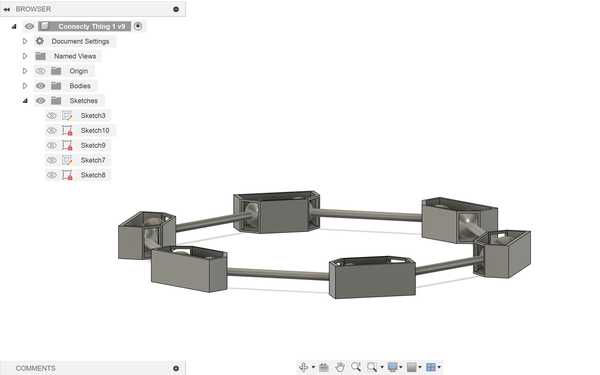 BROWSER
Connecty Thing 1 v9
Document Settings
Named Views
Origin
Bodies
Sketches
Sketch3
Sketch10
Sketch9
Sketch7
Sketch8
COMMENTS